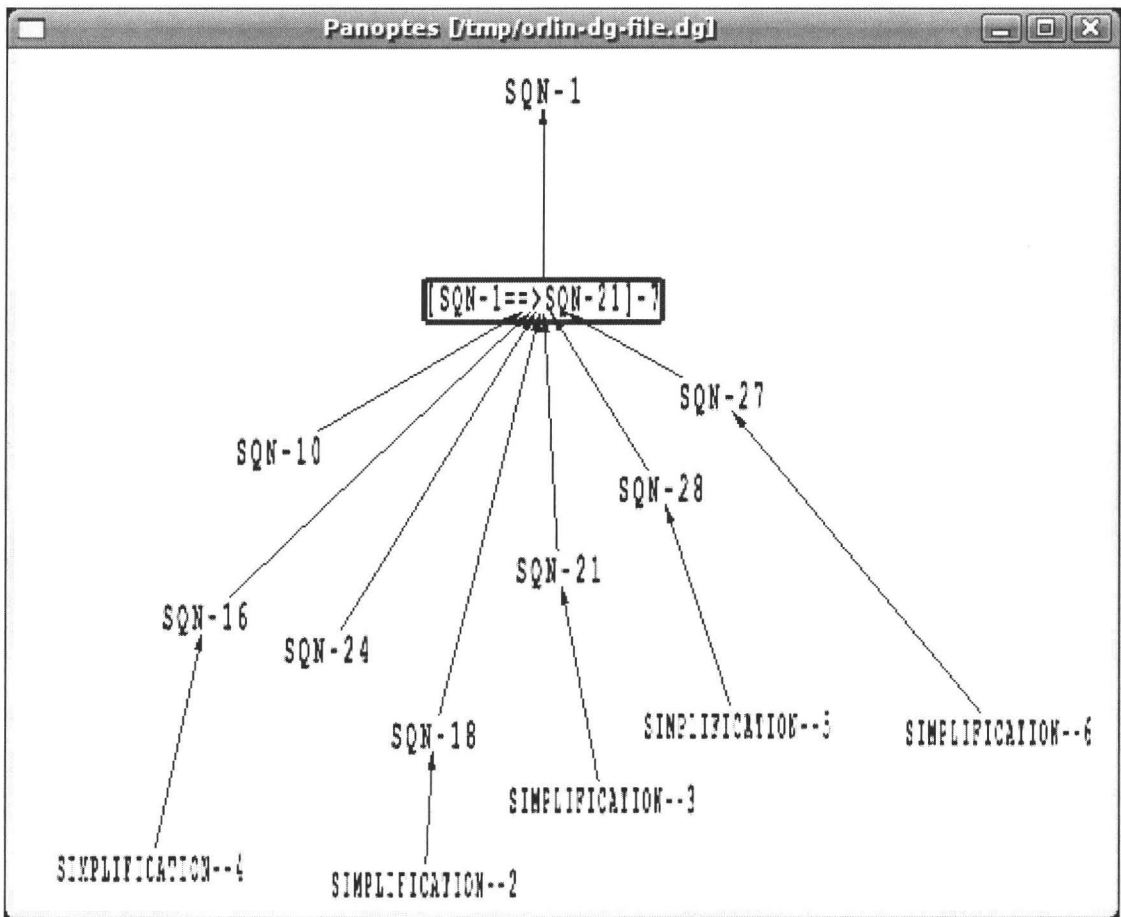 Panoptes [/tmp/orlin-dg-file.dg]
SQN-1
[SQN-1==>SQN-21]-7
SQN-27
SQN-10
SQN-28
SQN-21
SQN-16
SQN-24
SQN-18
SIMPLIFICATION--5
SIMPLIFICATION--6
SIMPLIFICATION--3
SIMPLIFICATION--4
SIMPLIFICATION--2